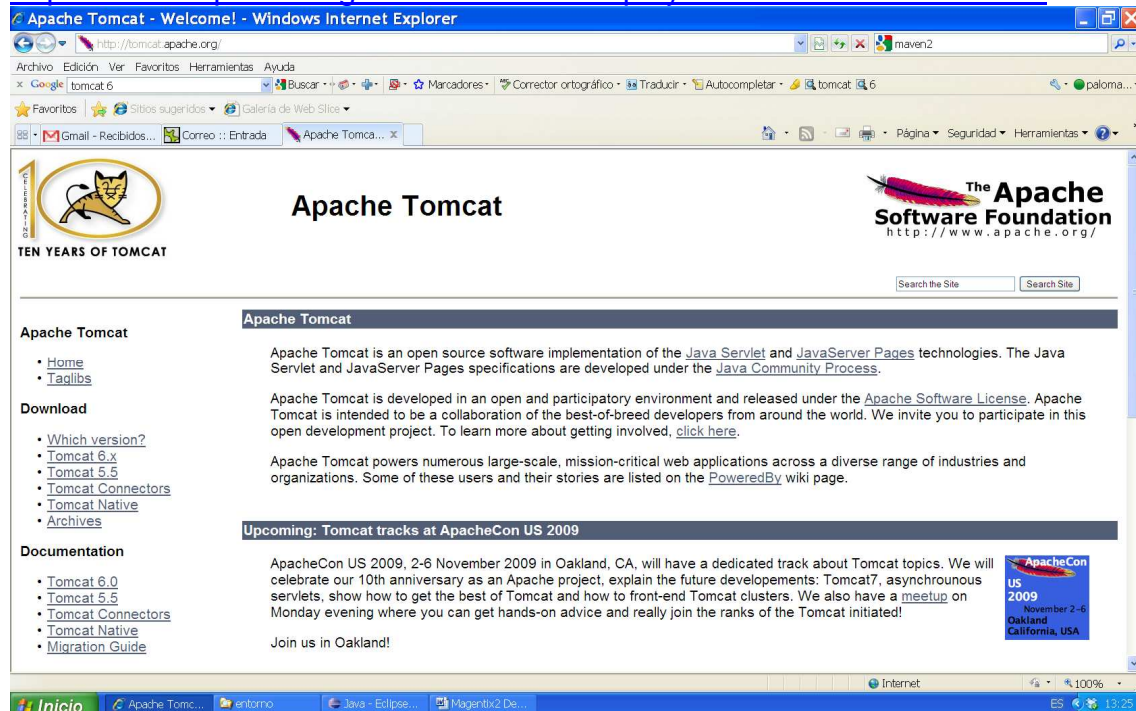 Apache Tomcat - Welcome! - Windows Internet Explorer
http://tomcat.apache.org/
maven2
Archivo Edición Ver Favoritos Herramientas Ayuda
x Google tomcat 6 Buscar Marcadores Corrector ortográfico Traducir Autocompletar tomcat 6 paloma...
Favoritos Sitios sugeridos Galería de Web Slice
Gmail - Recibidos... Correo :: Entrada Apache Tomca... x Página Seguridad Herramientas
CELEBRATING
10
TEN YEARS OF TOMCAT
Apache Tomcat
The Apache
Software Foundation
http://www.apache.org/
Search the Site Search Site
Apache Tomcat
• Home
• Taglibs
Download
• Which version?
• Tomcat 6.x
• Tomcat 5.5
• Tomcat Connectors
• Tomcat Native
• Archives
Documentation
• Tomcat 6.0
• Tomcat 5.5
• Tomcat Connectors
• Tomcat Native
• Migration Guide
Apache Tomcat
Apache Tomcat is an open source software implementation of the Java Servlet and JavaServer Pages technologies. The Java
Servlet and JavaServer Pages specifications are developed under the Java Community Process.
Apache Tomcat is developed in an open and participatory environment and released under the Apache Software License. Apache
Tomcat is intended to be a collaboration of the best-of-breed developers from around the world. We invite you to participate in this
open development project. To learn more about getting involved, click here.
Apache Tomcat powers numerous large-scale, mission-critical web applications across a diverse range of industries and
organizations. Some of these users and their stories are listed on the PoweredBy wiki page.
Upcoming: Tomcat tracks at ApacheCon US 2009
ApacheCon US 2009, 2-6 November 2009 in Oakland, CA, will have a dedicated track about Tomcat topics. We will
celebrate our 10th anniversary as an Apache project, explain the future developements: Tomcat7, asynchrounous
servlets, show how to get the best of Tomcat and how to front-end Tomcat clusters. We also have a meetup on
Monday evening where you can get hands-on advice and really join the ranks of the Tomcat initiated!
Join us in Oakland!
ApacheCon
US
2009
November 2-6
Oakland
California, USA
Internet 100%
Inicio Apache Tomc... entorno Java - Eclipse... Magentix2 De... ES 13:25